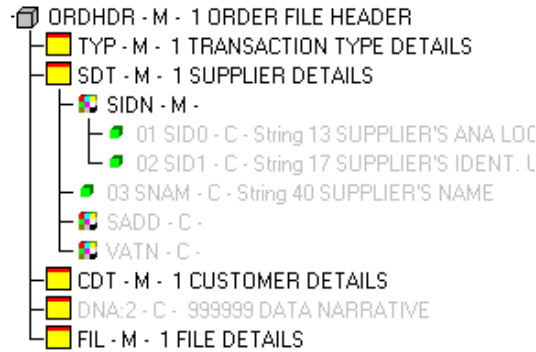 ORDHDR - M - 1 ORDER FILE HEADER
TYP - M - 1 TRANSACTION TYPE DETAILS
SDT - M - 1 SUPPLIER DETAILS
SIDN - M -
01 SID0 - C - String 13 SUPPLIER'S ANA LOC
02 SID1 - C - String 17 SUPPLIER'S IDENT. U
03 SNAM - C - String 40 SUPPLIER'S NAME
SADD - C -
VATN - C -
CDT - M - 1 CUSTOMER DETAILS
DNA:2 - C - 999999 DATA NARRATIVE
FIL - M - 1 FILE DETAILS